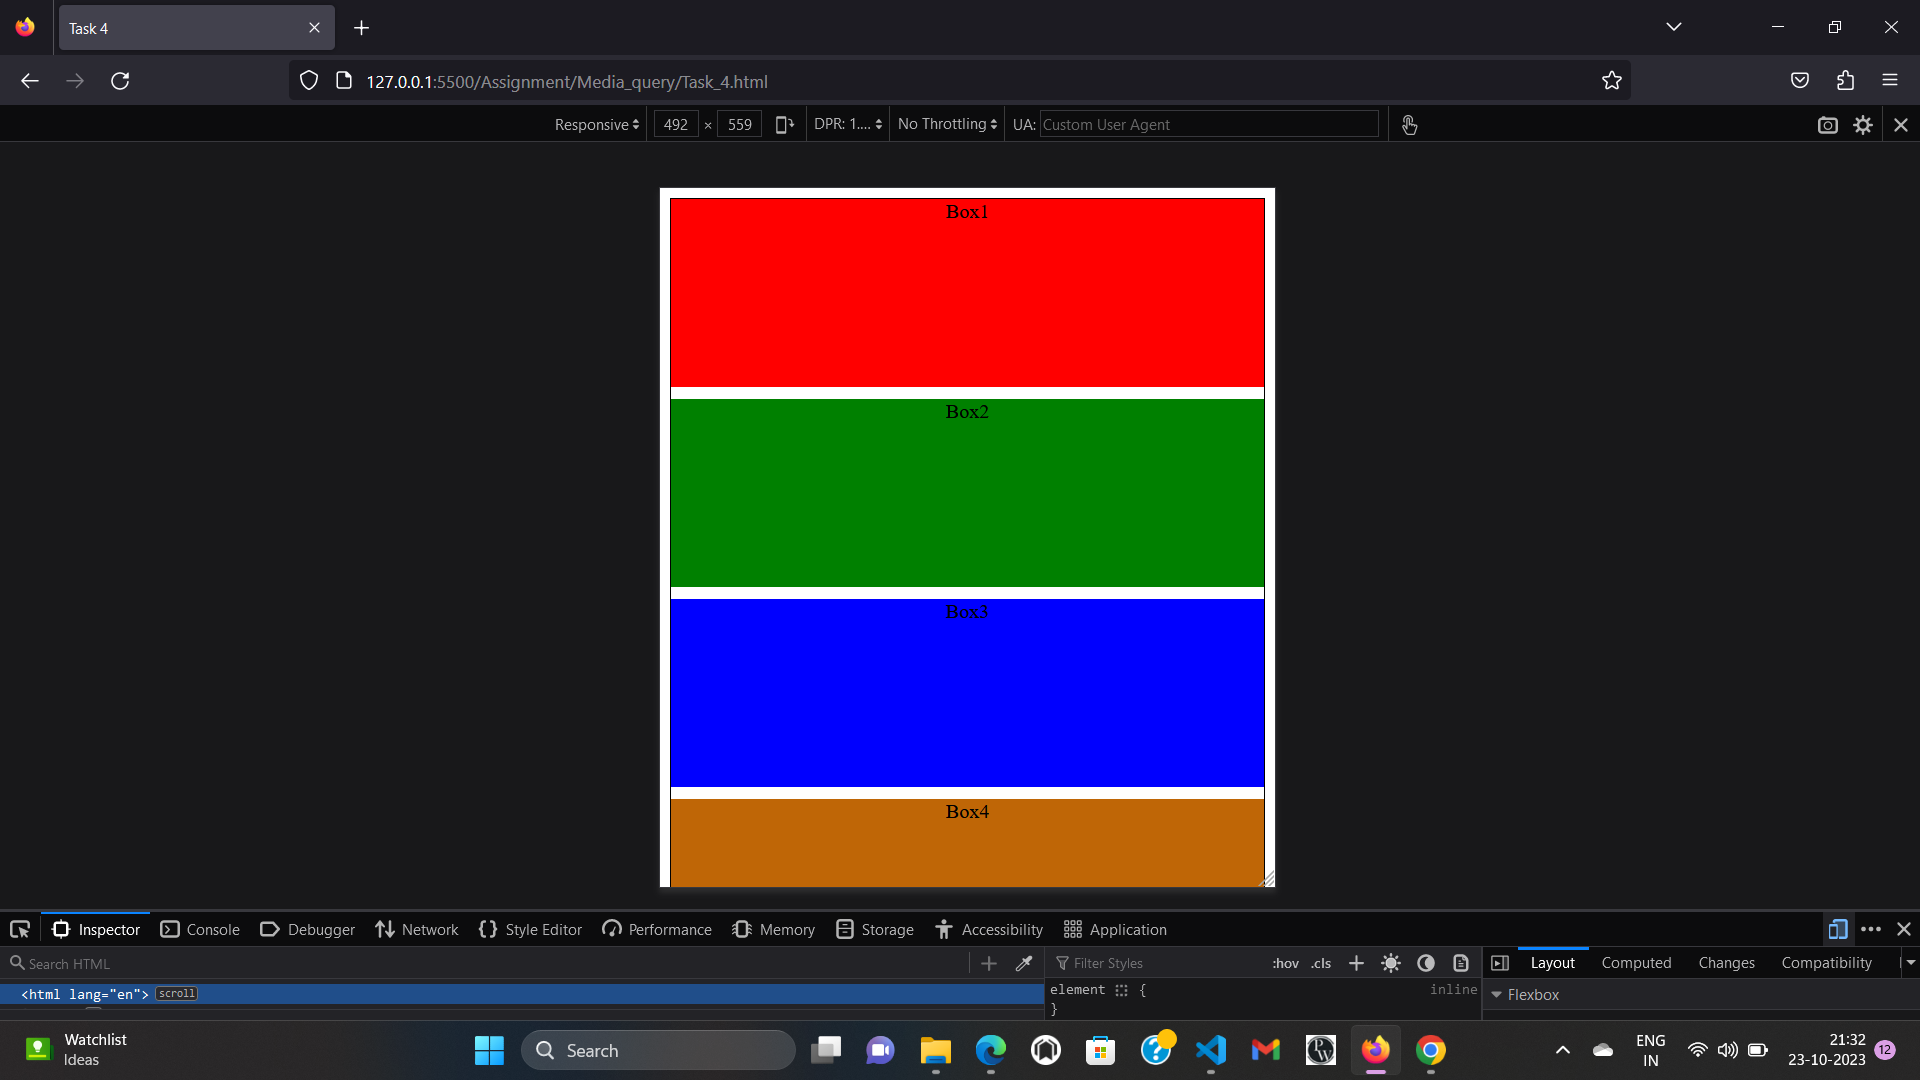 Task 4
127.0.0.1:5500/Assignment/Media_query/Task_4.html
Responsive 492 × 559 DPR: 1.... No Throttling UA: Custom User Agent
Box1
Box2
Box3
Box4
Inspector Console Debugger Network Style Editor Performance Memory Storage Accessibility Application
Search HTML Filter Styles :hov .cls Layout Computed Changes Compatibility
<html lang="en"> scroll element { inline Flexbox
}
Watchlist
Ideas
Search
ENG
IN
21:32
23-10-2023
12